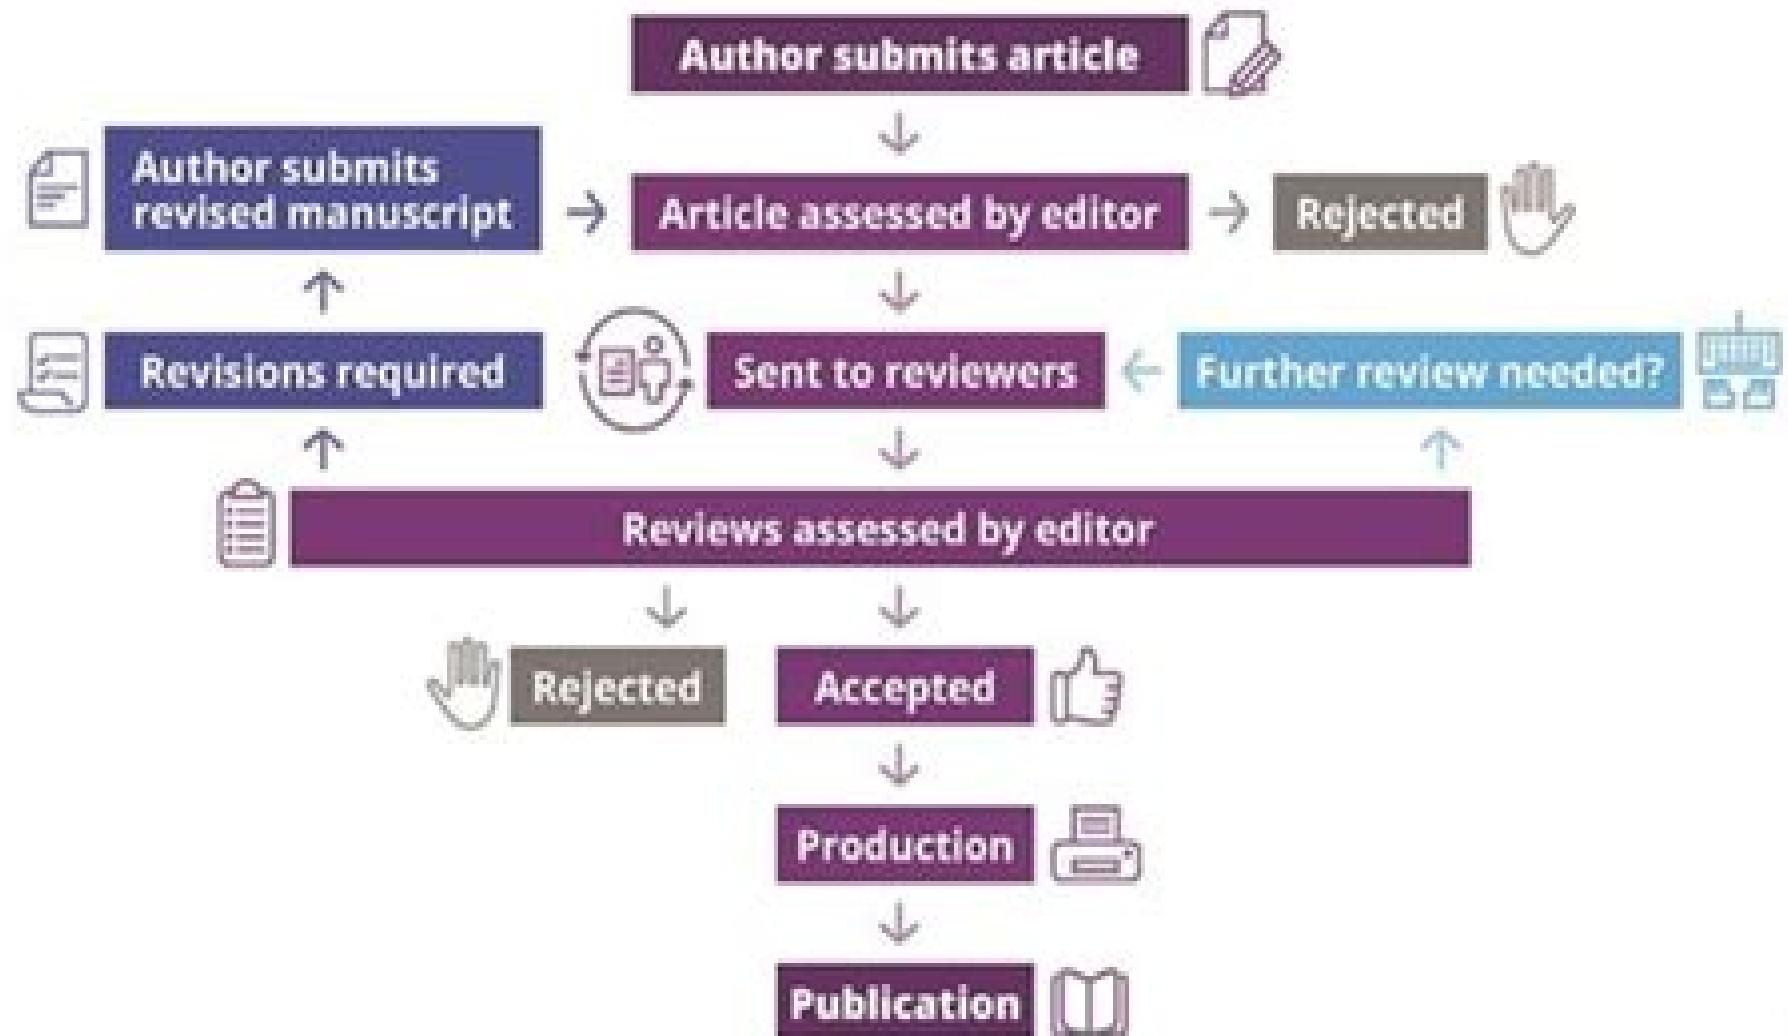 Author submits article
Author submits
revised manuscript
Article assessed by editor
Rejected
Revisions required
Sent to reviewers
Further review needed?
Reviews assessed by editor
Rejected
Accepted
Production
Publication